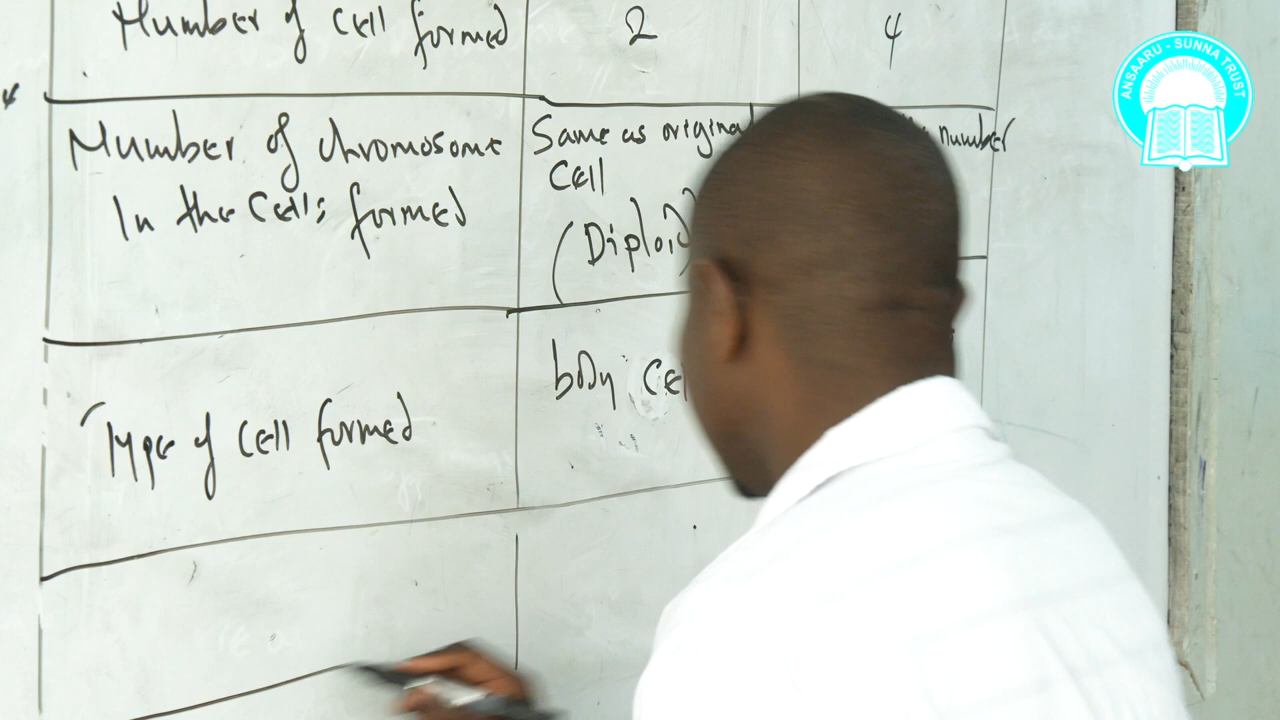 Number of cell formed 2 4
Number of chromosome
In the Cells formed
Same as original
Cell
(Diploid)
number
Type of cell formed
body Cel
ANSAARU - SUNNA TRUST